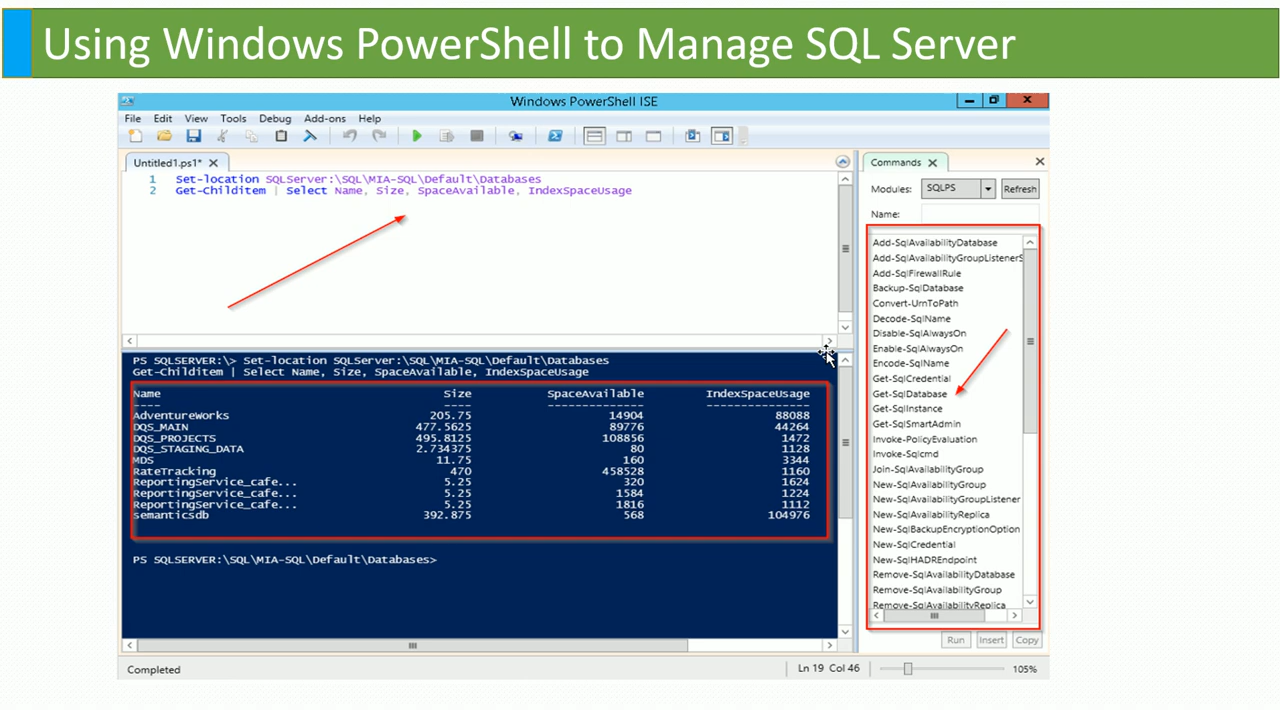 Using Windows PowerShell to Manage SQL Server
Windows PowerShell ISE
File Edit View Tools Debug Add-ons Help
Untitled1.ps1*
1 Set-location SQLServer:\SQL\MIA-SQL\Default\Databases
2 Get-Childitem | Select Name, Size, SpaceAvailable, IndexSpaceUsage
PS SQLSERVER:\> Set-location SQLServer:\SQL\MIA-SQL\Default\Databases
Get-Childitem | Select Name, Size, SpaceAvailable, IndexSpaceUsage
Name Size SpaceAvailable IndexSpaceUsage
---- ---- -------------- ---------------
AdventureWorks 205.75 14904 88088
DQS_MAIN 477.5625 89776 44264
DQS_PROJECTS 495.8125 108856 1472
DQS_STAGING_DATA 2.734375 80 1128
MDS 11.75 160 3344
RateTracking 470 458528 1160
ReportingService_cafe... 5.25 320 1624
ReportingService_cafe... 5.25 1584 1224
ReportingService_cafe... 5.25 1816 1112
semanticsdb 392.875 568 104976
PS SQLSERVER:\SQL\MIA-SQL\Default\Databases>
Commands
Modules: SQLPS Refresh
Name:
Add-SqlAvailabilityDatabase
Add-SqlAvailabilityGroupListenerS
Add-SqlFirewallRule
Backup-SqlDatabase
Convert-UrnToPath
Decode-SqlName
Disable-SqlAlwaysOn
Enable-SqlAlwaysOn
Encode-SqlName
Get-SqlCredential
Get-SqlDatabase
Get-SqlInstance
Get-SqlSmartAdmin
Invoke-PolicyEvaluation
Invoke-Sqlcmd
Join-SqlAvailabilityGroup
New-SqlAvailabilityGroup
New-SqlAvailabilityGroupListener
New-SqlAvailabilityReplica
New-SqlBackupEncryptionOption
New-SqlCredential
New-SqlHADREndpoint
Remove-SqlAvailabilityDatabase
Remove-SqlAvailabilityGroup
Remove-SqlAvailabilityReplica
Run Insert Copy
Completed
Ln 19 Col 46
105%